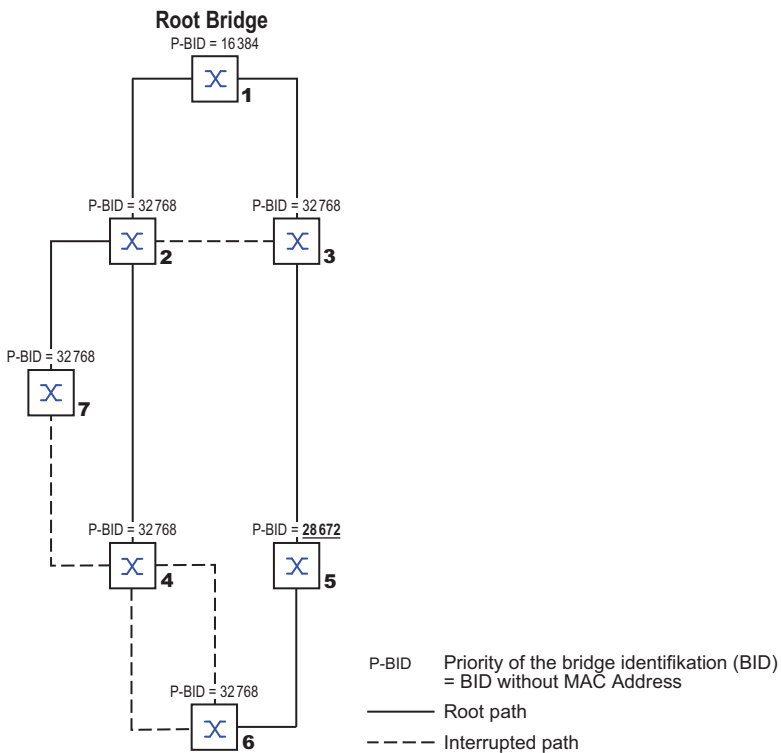 Root Bridge
P-BID = 16384
1
P-BID = 32768
P-BID = 32768
2
3
P-BID = 32768
7
P-BID = 32768
P-BID = 28672
4
5
P-BID = 32768
6
P-BID Priority of the bridge identifikation (BID)
= BID without MAC Address
Root path
Interrupted path